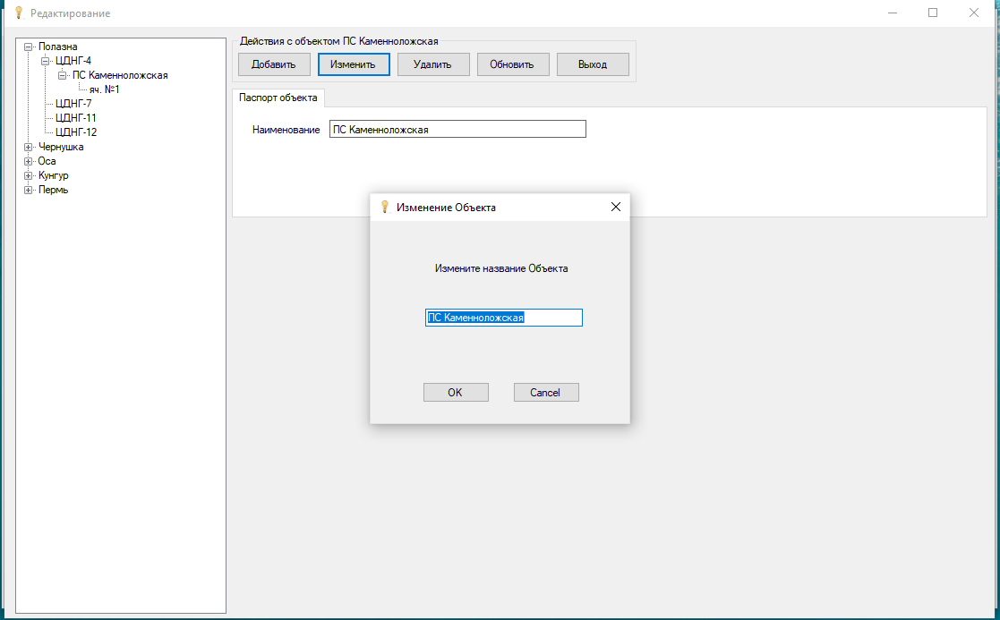 Редактирование
Полазна
ЦДНГ-4
ПС Каменноложская
яч. №1
ЦДНГ-7
ЦДНГ-11
ЦДНГ-12
Чернушка
Оса
Кунгур
Пермь
Действия с объектом ПС Каменноложская
Добавить Изменить Удалить Обновить Выход
Паспорт объекта
Наименование ПС Каменноложская
Изменение Объекта
Измените название Объекта
ПС Каменноложская
OK Cancel